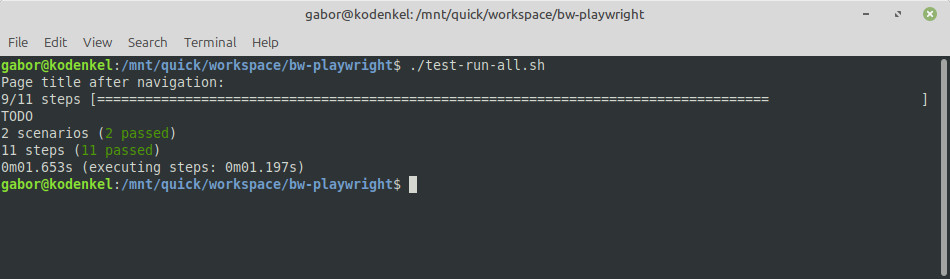 gabor@kodenkel: /mnt/quick/workspace/bw-playwright
File Edit View Search Terminal Help
gabor@kodenkel:/mnt/quick/workspace/bw-playwright$ ./test-run-all.sh
Page title after navigation:
9/11 steps [==================================================================================== ]
TODO
2 scenarios (2 passed)
11 steps (11 passed)
0m01.653s (executing steps: 0m01.197s)
gabor@kodenkel:/mnt/quick/workspace/bw-playwright$